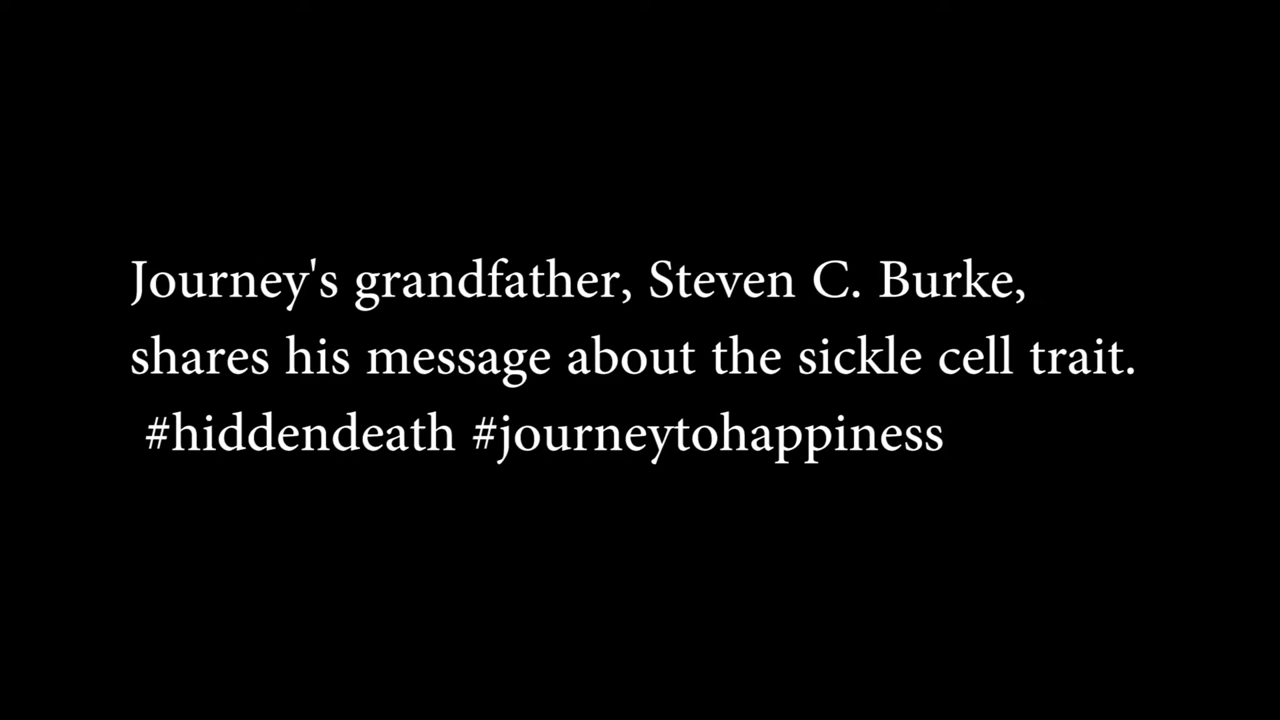 Journey's grandfather, Steven C. Burke,
shares his message about the sickle cell trait.
#hiddendeath #journeytohappiness